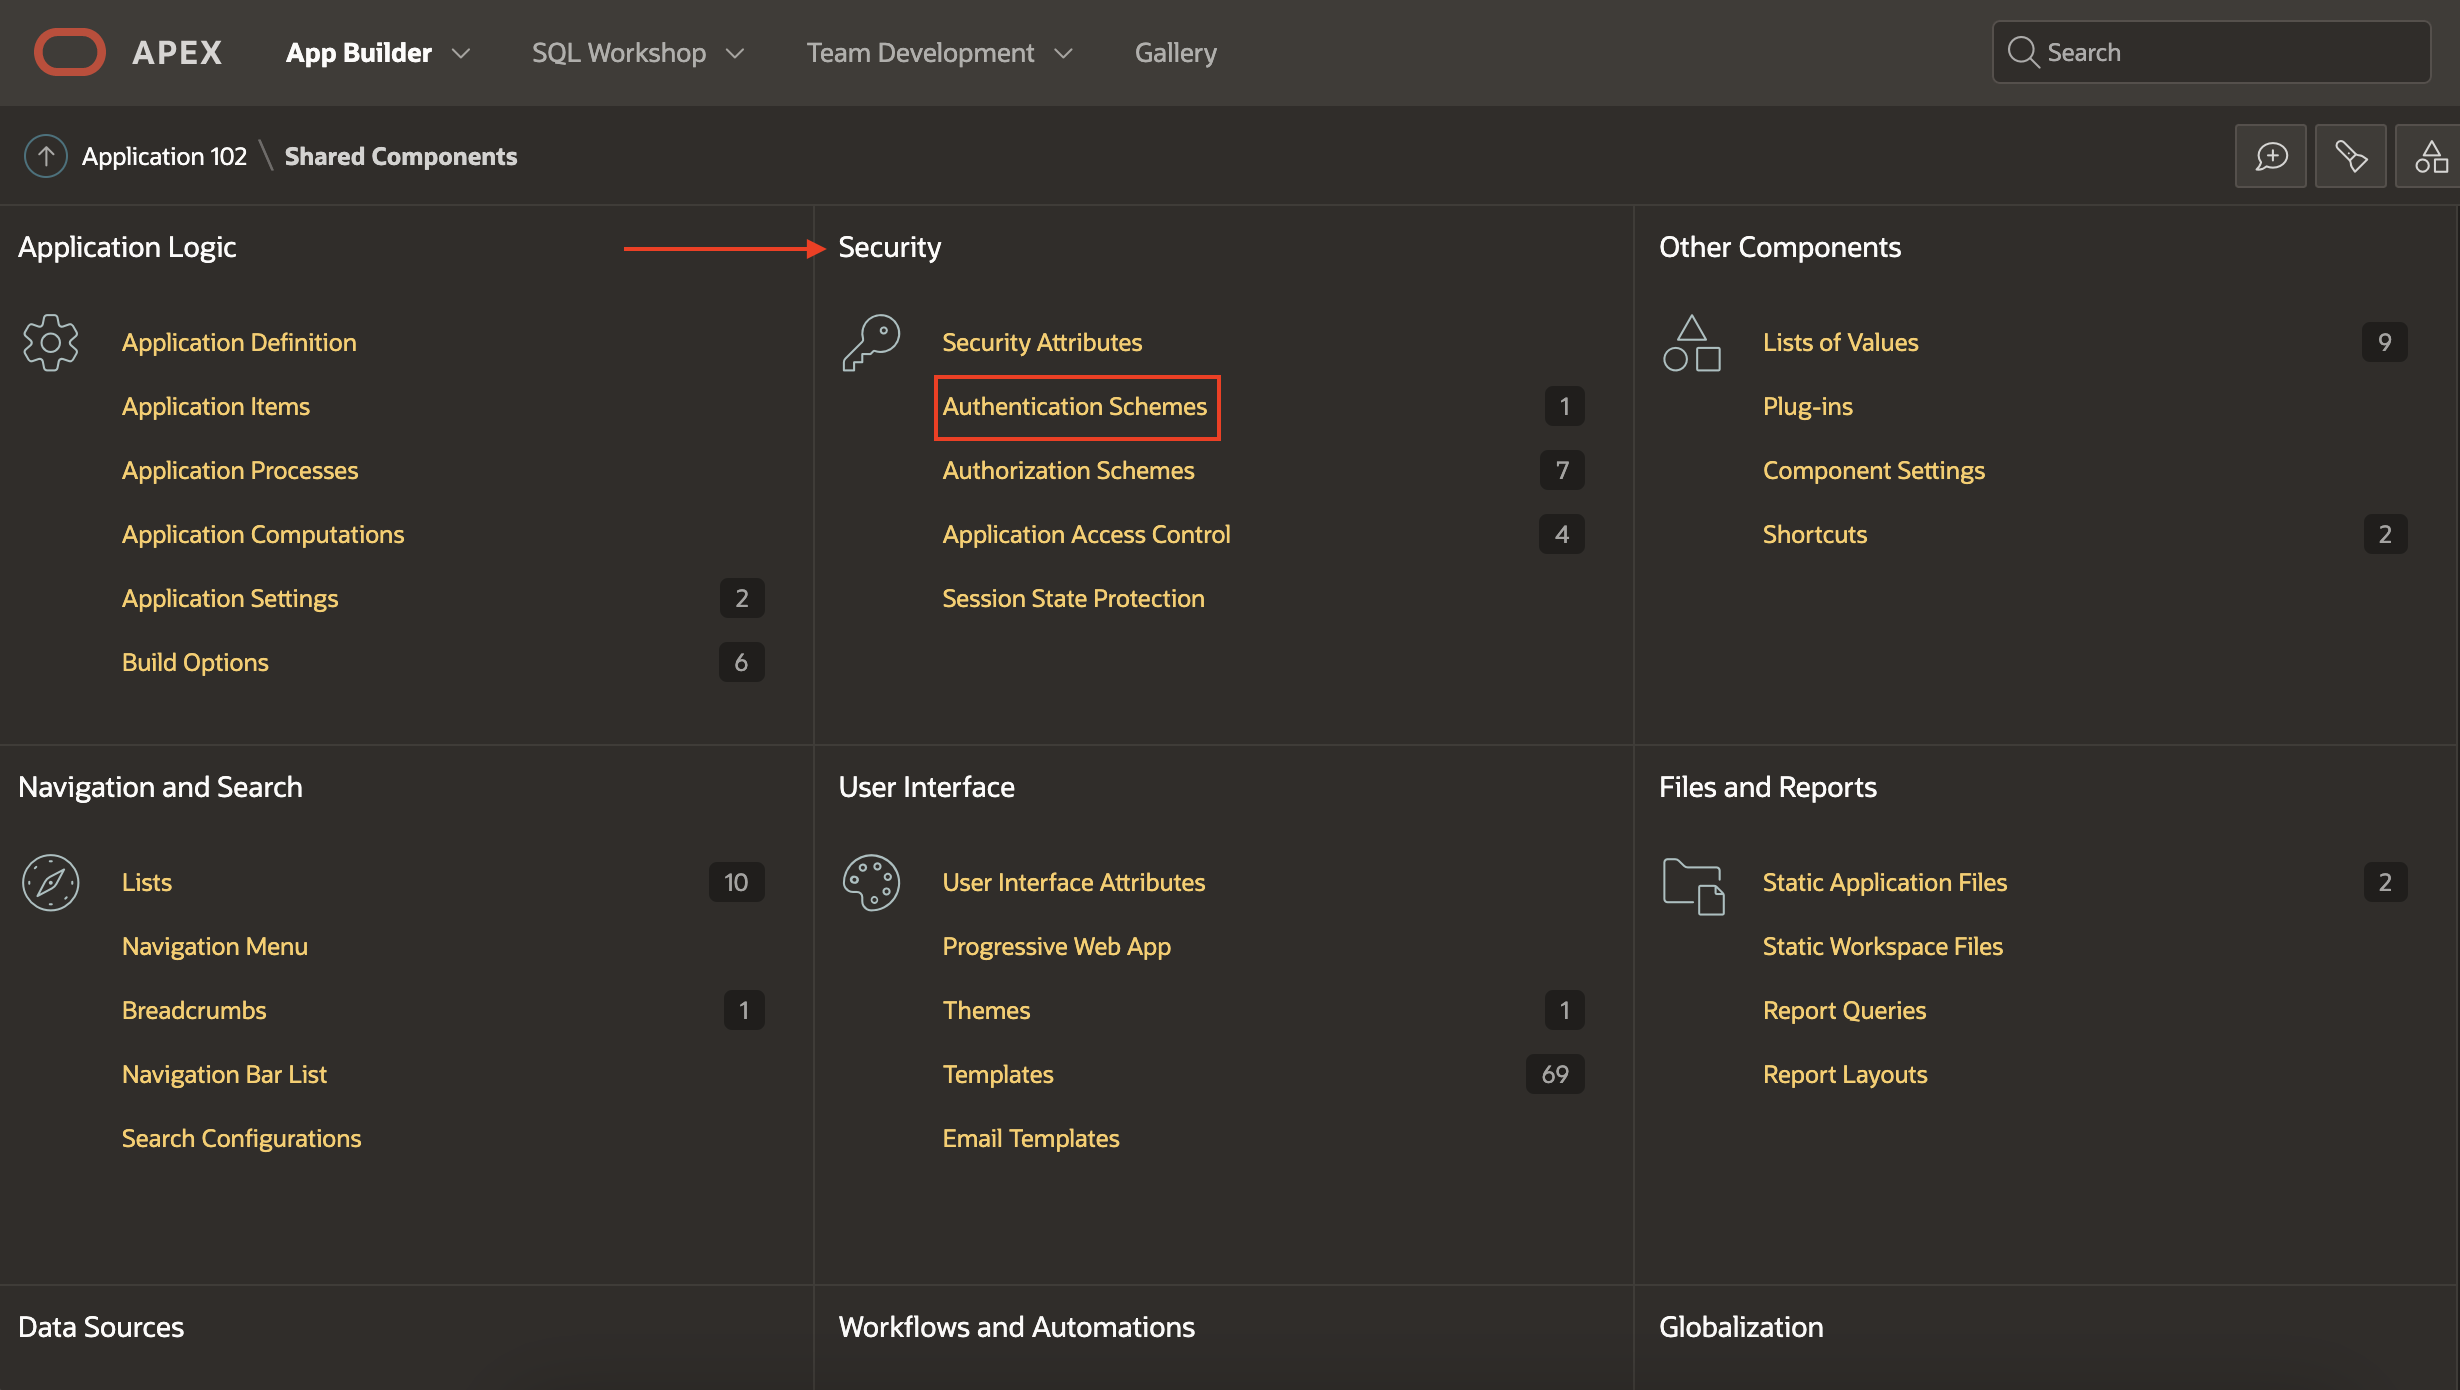 APEX App Builder SQL Workshop Team Development Gallery Search
Application 102 \ Shared Components
Application Logic
Application Definition
Application Items
Application Processes
Application Computations
Application Settings 2
Build Options 6
Security
Security Attributes
Authentication Schemes 1
Authorization Schemes 7
Application Access Control 4
Session State Protection
Other Components
Lists of Values 9
Plug-ins
Component Settings
Shortcuts 2
Navigation and Search
Lists 10
Navigation Menu
Breadcrumbs 1
Navigation Bar List
Search Configurations
User Interface
User Interface Attributes
Progressive Web App
Themes 1
Templates 69
Email Templates
Files and Reports
Static Application Files 2
Static Workspace Files
Report Queries
Report Layouts
Data Sources
Workflows and Automations
Globalization